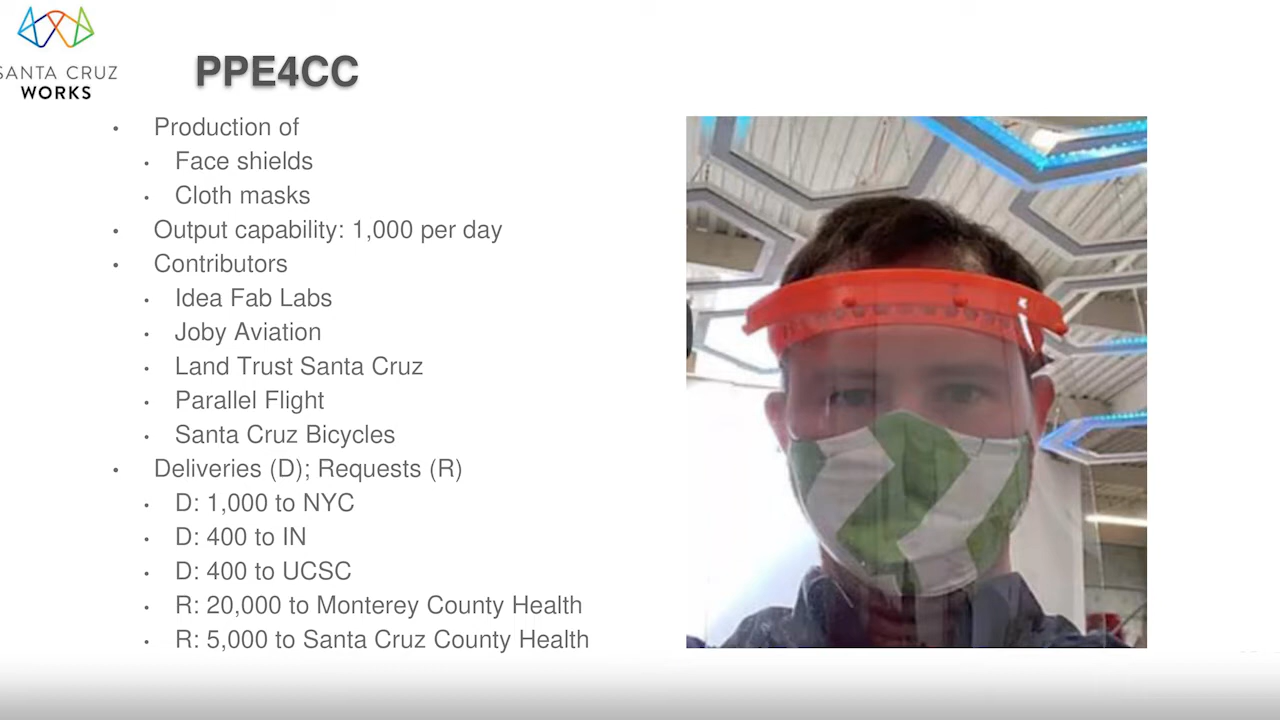 SANTA CRUZ
WORKS
PPE4CC
• Production of
• Face shields
• Cloth masks
• Output capability: 1,000 per day
• Contributors
• Idea Fab Labs
• Joby Aviation
• Land Trust Santa Cruz
• Parallel Flight
• Santa Cruz Bicycles
• Deliveries (D); Requests (R)
• D: 1,000 to NYC
• D: 400 to IN
• D: 400 to UCSC
• R: 20,000 to Monterey County Health
• R: 5,000 to Santa Cruz County Health